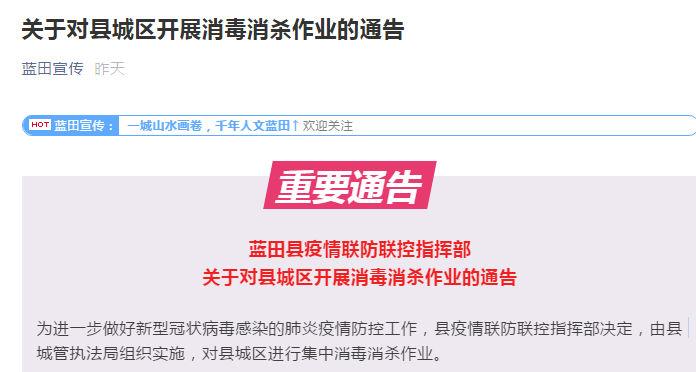 关于对县城区开展消毒消杀作业的通告
蓝田宣传 昨天
HOT 蓝田宣传： 一城山水画卷，千年人文蓝田↑欢迎关注
重要通告
蓝田县疫情联防联控指挥部
关于对县城区开展消毒消杀作业的通告
为进一步做好新型冠状病毒感染的肺炎疫情防控工作，县疫情联防联控指挥部决定，由县
城管执法局组织实施，对县城区进行集中消毒消杀作业。